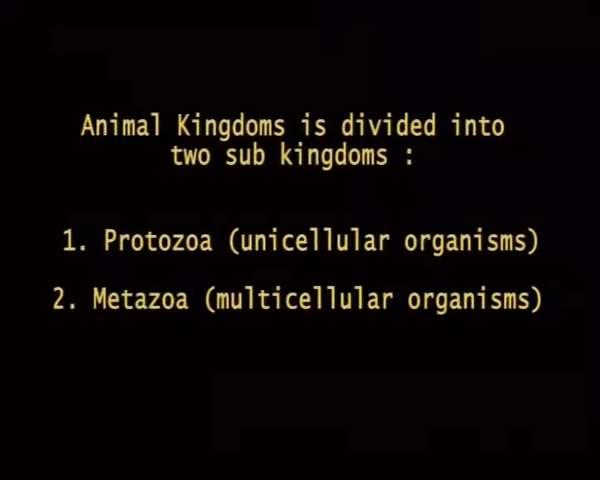 Animal Kingdoms is divided into
two sub kingdoms :
1. Protozoa (unicellular organisms)
2. Metazoa (multicellular organisms)